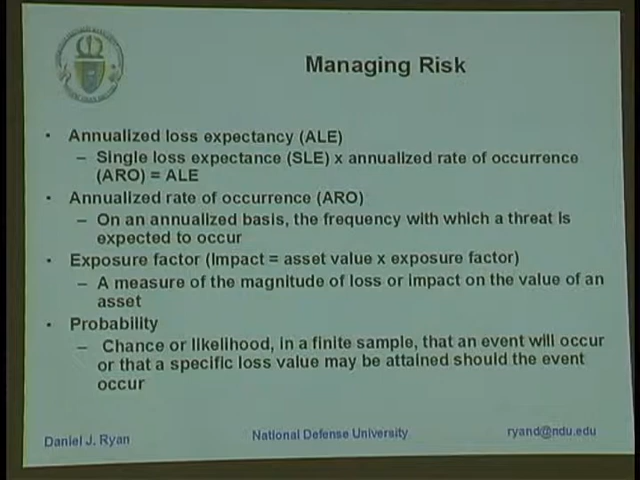 Managing Risk
• Annualized loss expectancy (ALE)
– Single loss expectance (SLE) x annualized rate of occurrence
(ARO) = ALE
• Annualized rate of occurrence (ARO)
– On an annualized basis, the frequency with which a threat is
expected to occur
• Exposure factor (Impact = asset value x exposure factor)
– A measure of the magnitude of loss or impact on the value of an
asset
• Probability
– Chance or likelihood, in a finite sample, that an event will occur
or that a specific loss value may be attained should the event
occur
Daniel J. Ryan
National Defense University
ryand@ndu.edu